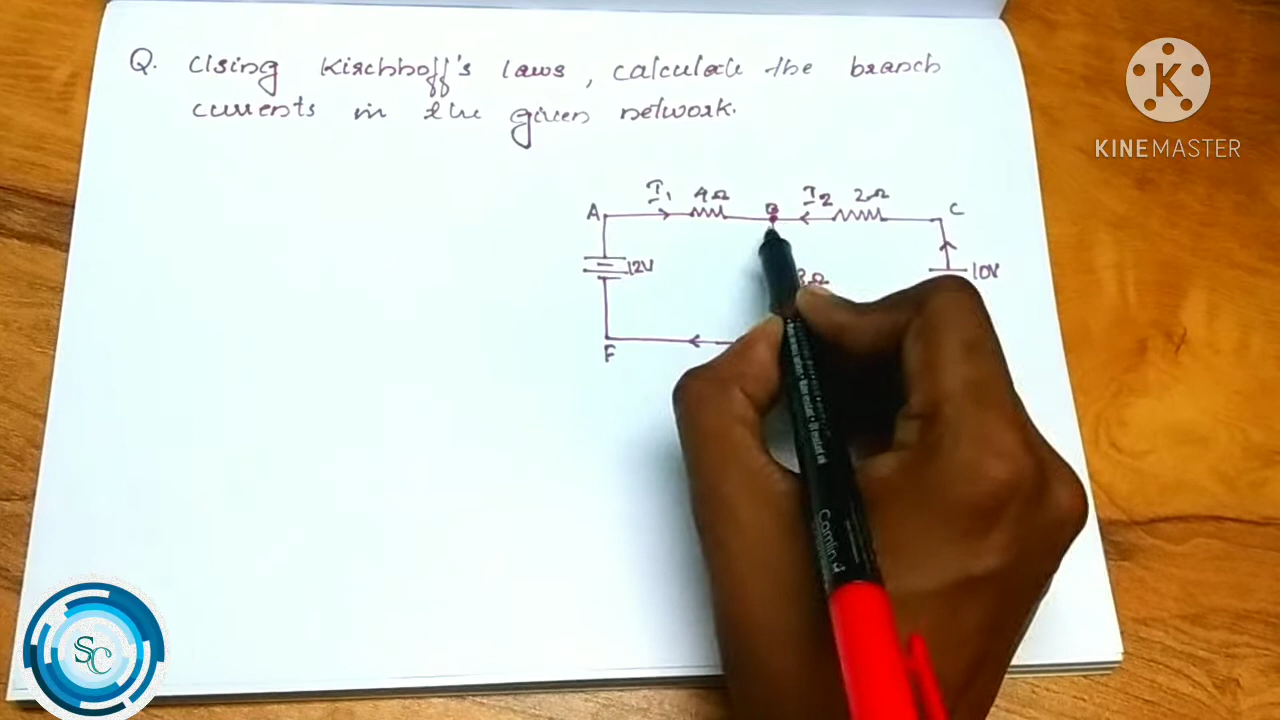 Q. Using Kirchhoff's laws, calculate the branch
currents in the given network.
I1 4Ω B I2 2Ω
A C
12V 10V
F
K
KINEMASTER
Camlin
SC